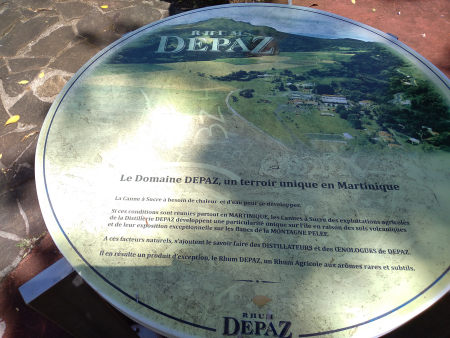 RHUM
DEPAZ
Le Domaine DEPAZ, un terroir unique en Martinique
La Canne à Sucre a besoin de chaleur et d'eau pour se développer.
Si ces conditions sont réunies partout en MARTINIQUE, les Cannes à Sucre des exploitations agricoles
de la Distillerie DEPAZ développent une particularité unique sur l'île en raison des sols volcaniques
et de leur exposition exceptionnelle sur les flancs de la MONTAGNE PELEE.
A ces facteurs naturels, s'ajoutent le savoir faire des DISTILLATEURS et des ŒNOLOGUES de DEPAZ.
Il en résulte un produit d'exception, le Rhum DEPAZ, un Rhum Agricole aux arômes rares et subtils.
RHUM
DEPAZ